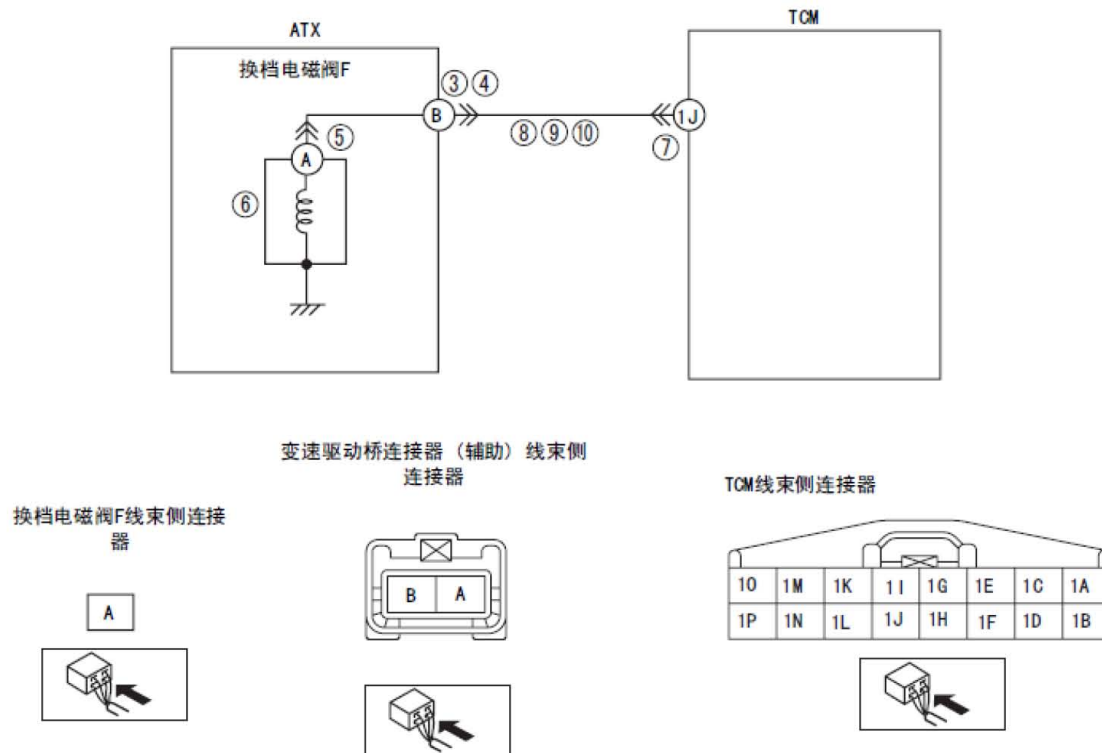 ATX
TCM
换档电磁阀F
③ ④
B
1J
⑤
⑧ ⑨ ⑩
⑦
A
⑥
变速驱动桥连接器（辅助）线束侧
连接器
TCM线束侧连接器
换档电磁阀F线束侧连接
器
A
B A
1O 1M 1K 1I 1G 1E 1C 1A
1P 1N 1L 1J 1H 1F 1D 1B